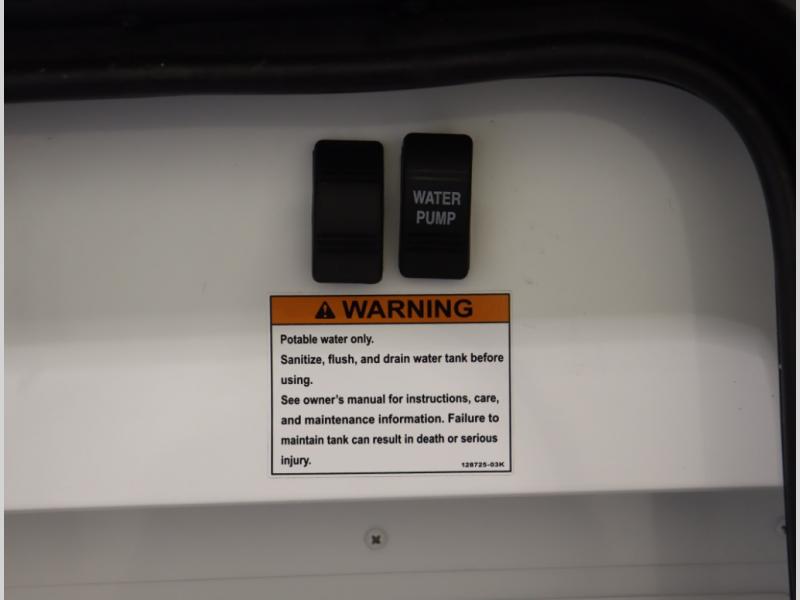 WATER
PUMP
WARNING
Potable water only.
Sanitize, flush, and drain water tank before
using.
See owner's manual for instructions, care,
and maintenance information. Failure to
maintain tank can result in death or serious
injury.
128725-03K